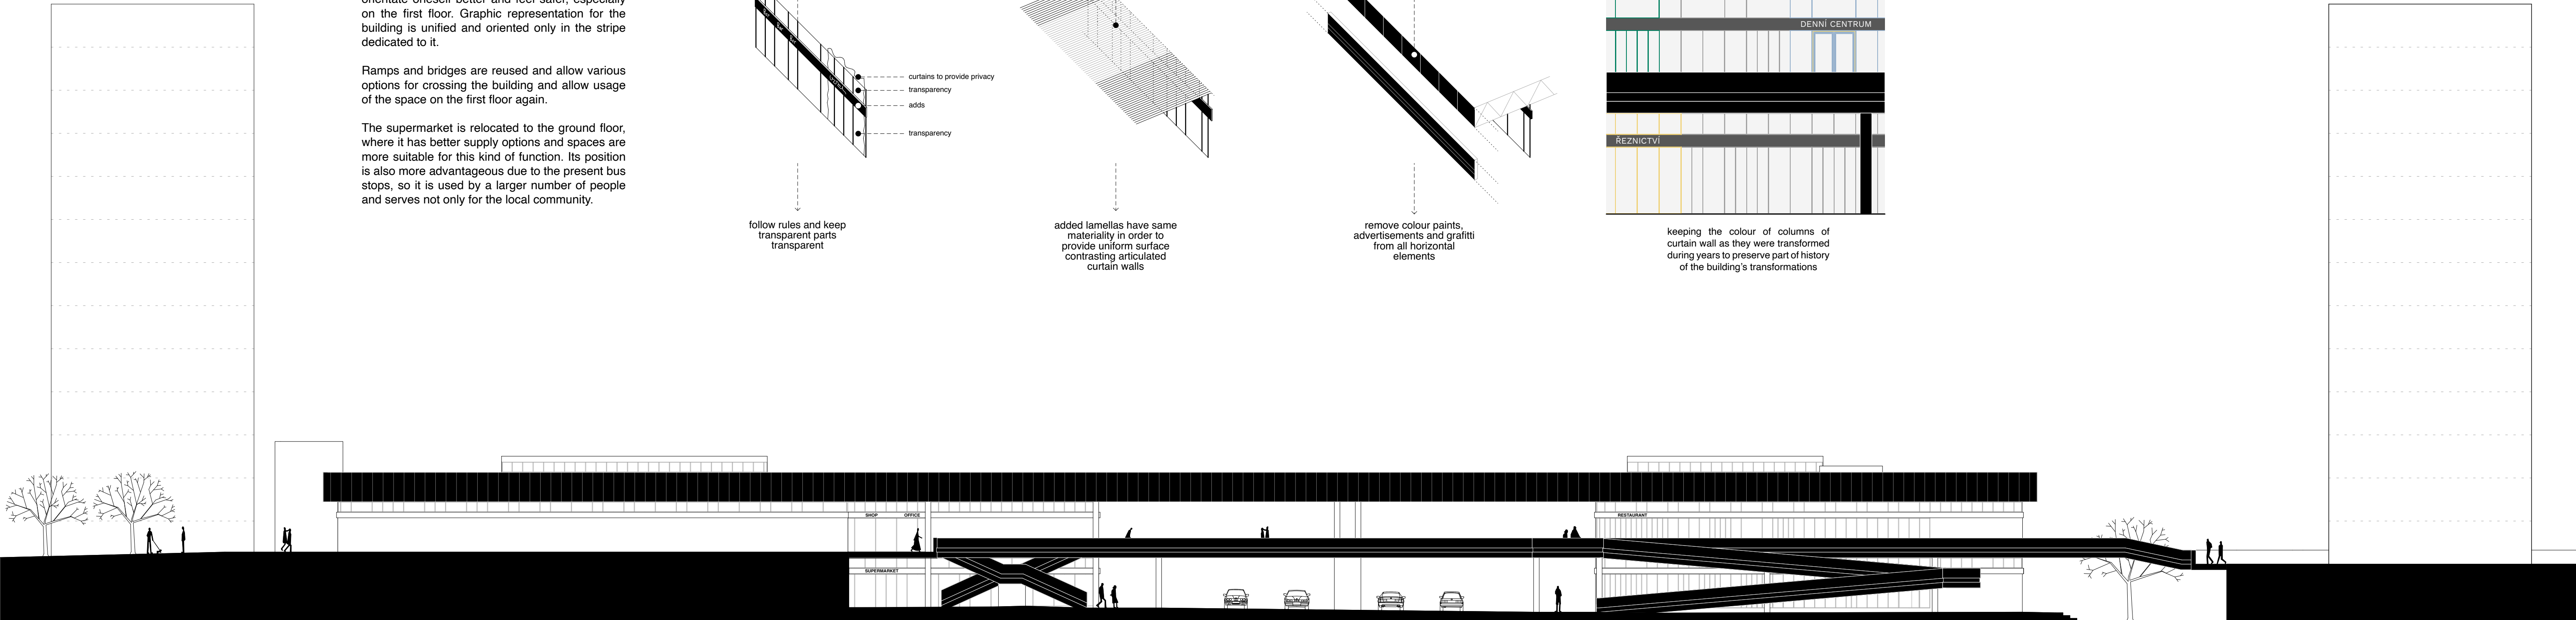 orientate oneself better and feel safer, especially
on the first floor. Graphic representation for the
building is unified and oriented only in the stripe
dedicated to it.
Ramps and bridges are reused and allow various
options for crossing the building and allow usage
of the space on the first floor again.
The supermarket is relocated to the ground floor,
where it has better supply options and spaces are
more suitable for this kind of function. Its position
is also more advantageous due to the present bus
stops, so it is used by a larger number of people
and serves not only for the local community.
curtains to provide privacy
transparency
adds
transparency
follow rules and keep
transparent parts
transparent
added lamellas have same
materiality in order to
provide uniform surface
contrasting articulated
curtain walls
remove colour paints,
advertisements and grafitti
from all horizontal
elements
DENNÍ CENTRUM
ŘEZNICTVÍ
keeping the colour of columns of
curtain wall as they were transformed
during years to preserve part of history
of the building's transformations
SHOP OFFICE
RESTAURANT
SUPERMARKET